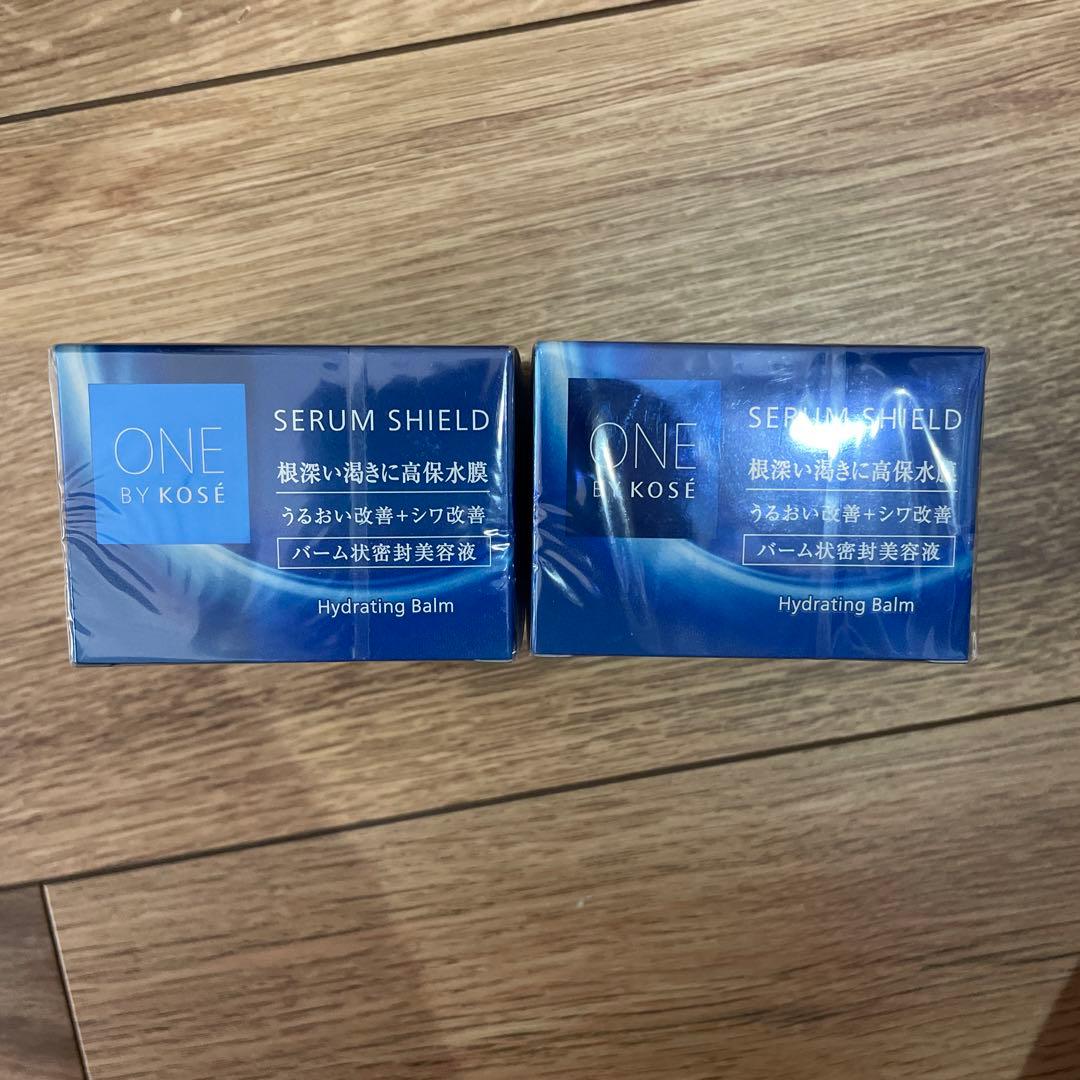 ONE
BY KOSÉ
SERUM SHIELD
根深い渇きに高保水膜
うるおい改善+シワ改善
バーム状密封美容液
Hydrating Balm
ONE
BY KOSÉ
SERUM SHIELD
根深い渇きに高保水膜
うるおい改善+シワ改善
バーム状密封美容液
Hydrating Balm